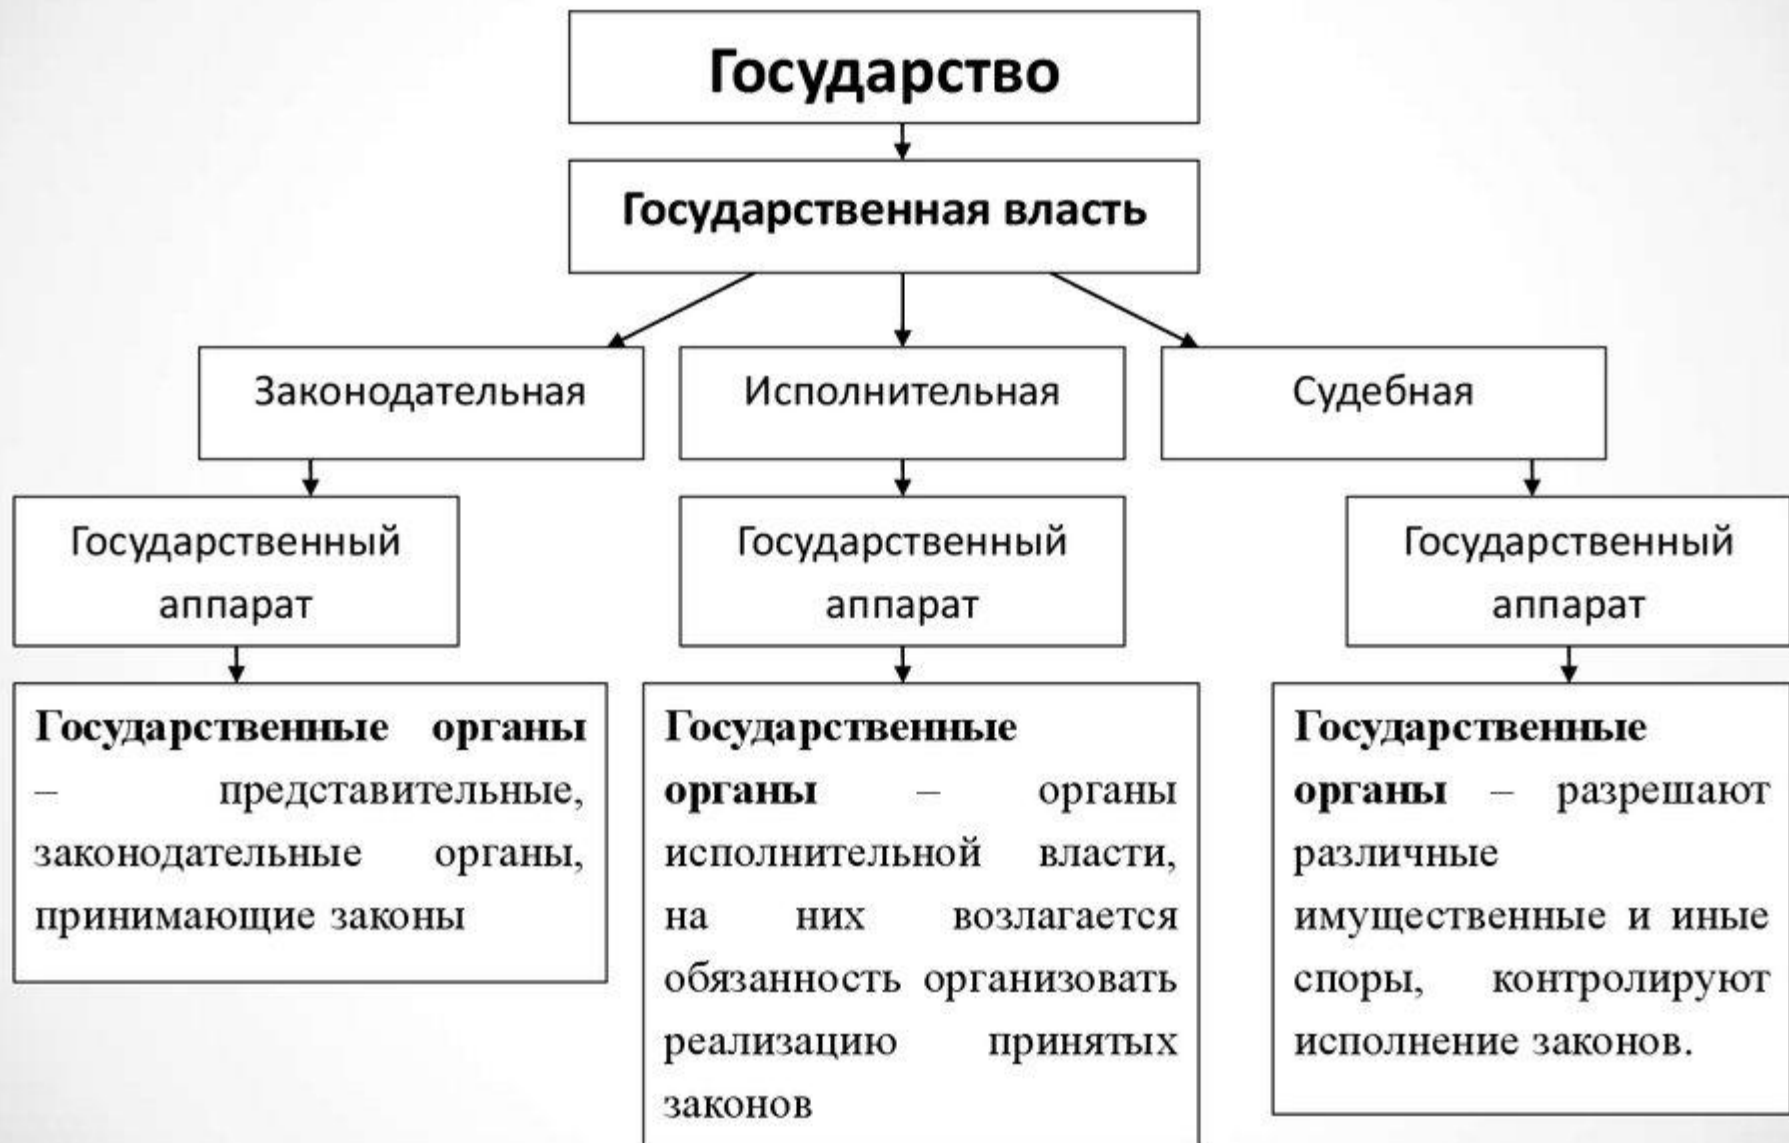 Государство
Государственная власть
Законодательная
Исполнительная
Судебная
Государственный
аппарат
Государственный
аппарат
Государственный
аппарат
Государственные органы
– представительные,
законодательные органы,
принимающие законы
Государственные
органы – органы
исполнительной власти,
на них возлагается
обязанность организовать
реализацию принятых
законов
Государственные
органы – разрешают
различные
имущественные и иные
споры, контролируют
исполнение законов.